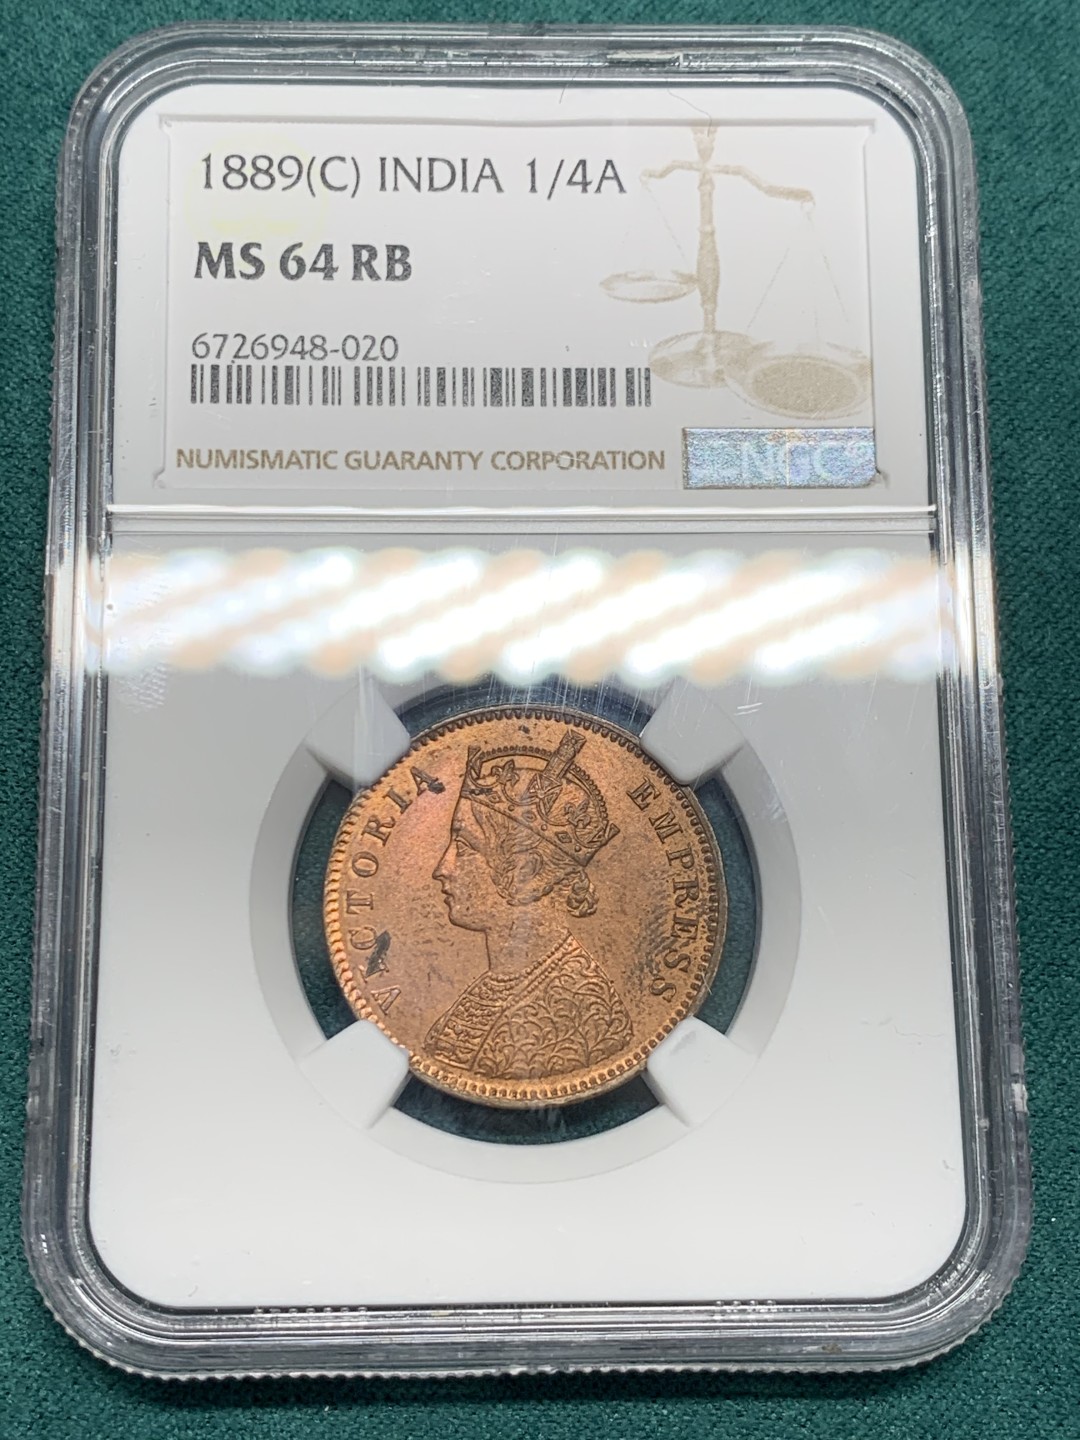 1889(C) INDIA 1/4A
MS 64 RB
6726948-020
NUMISMATIC GUARANTY CORPORATION
NGC
VICTORIA EMPRESS